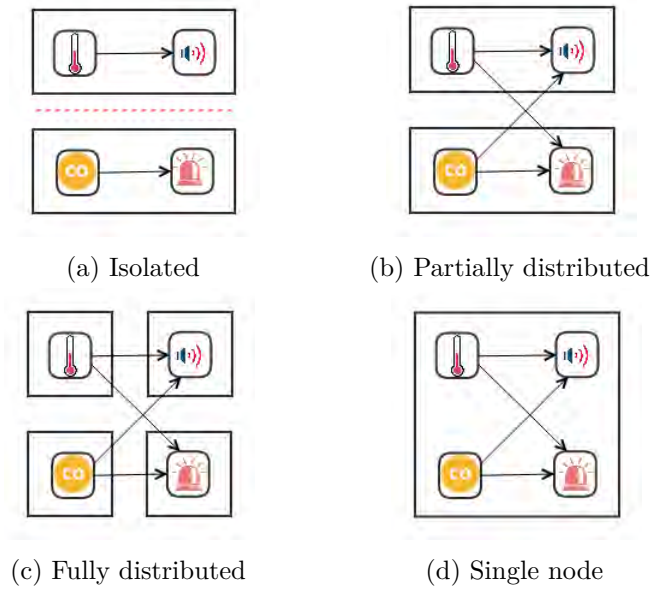 CO
(a) Isolated
CO
(b) Partially distributed
CO
(c) Fully distributed
CO
(d) Single node